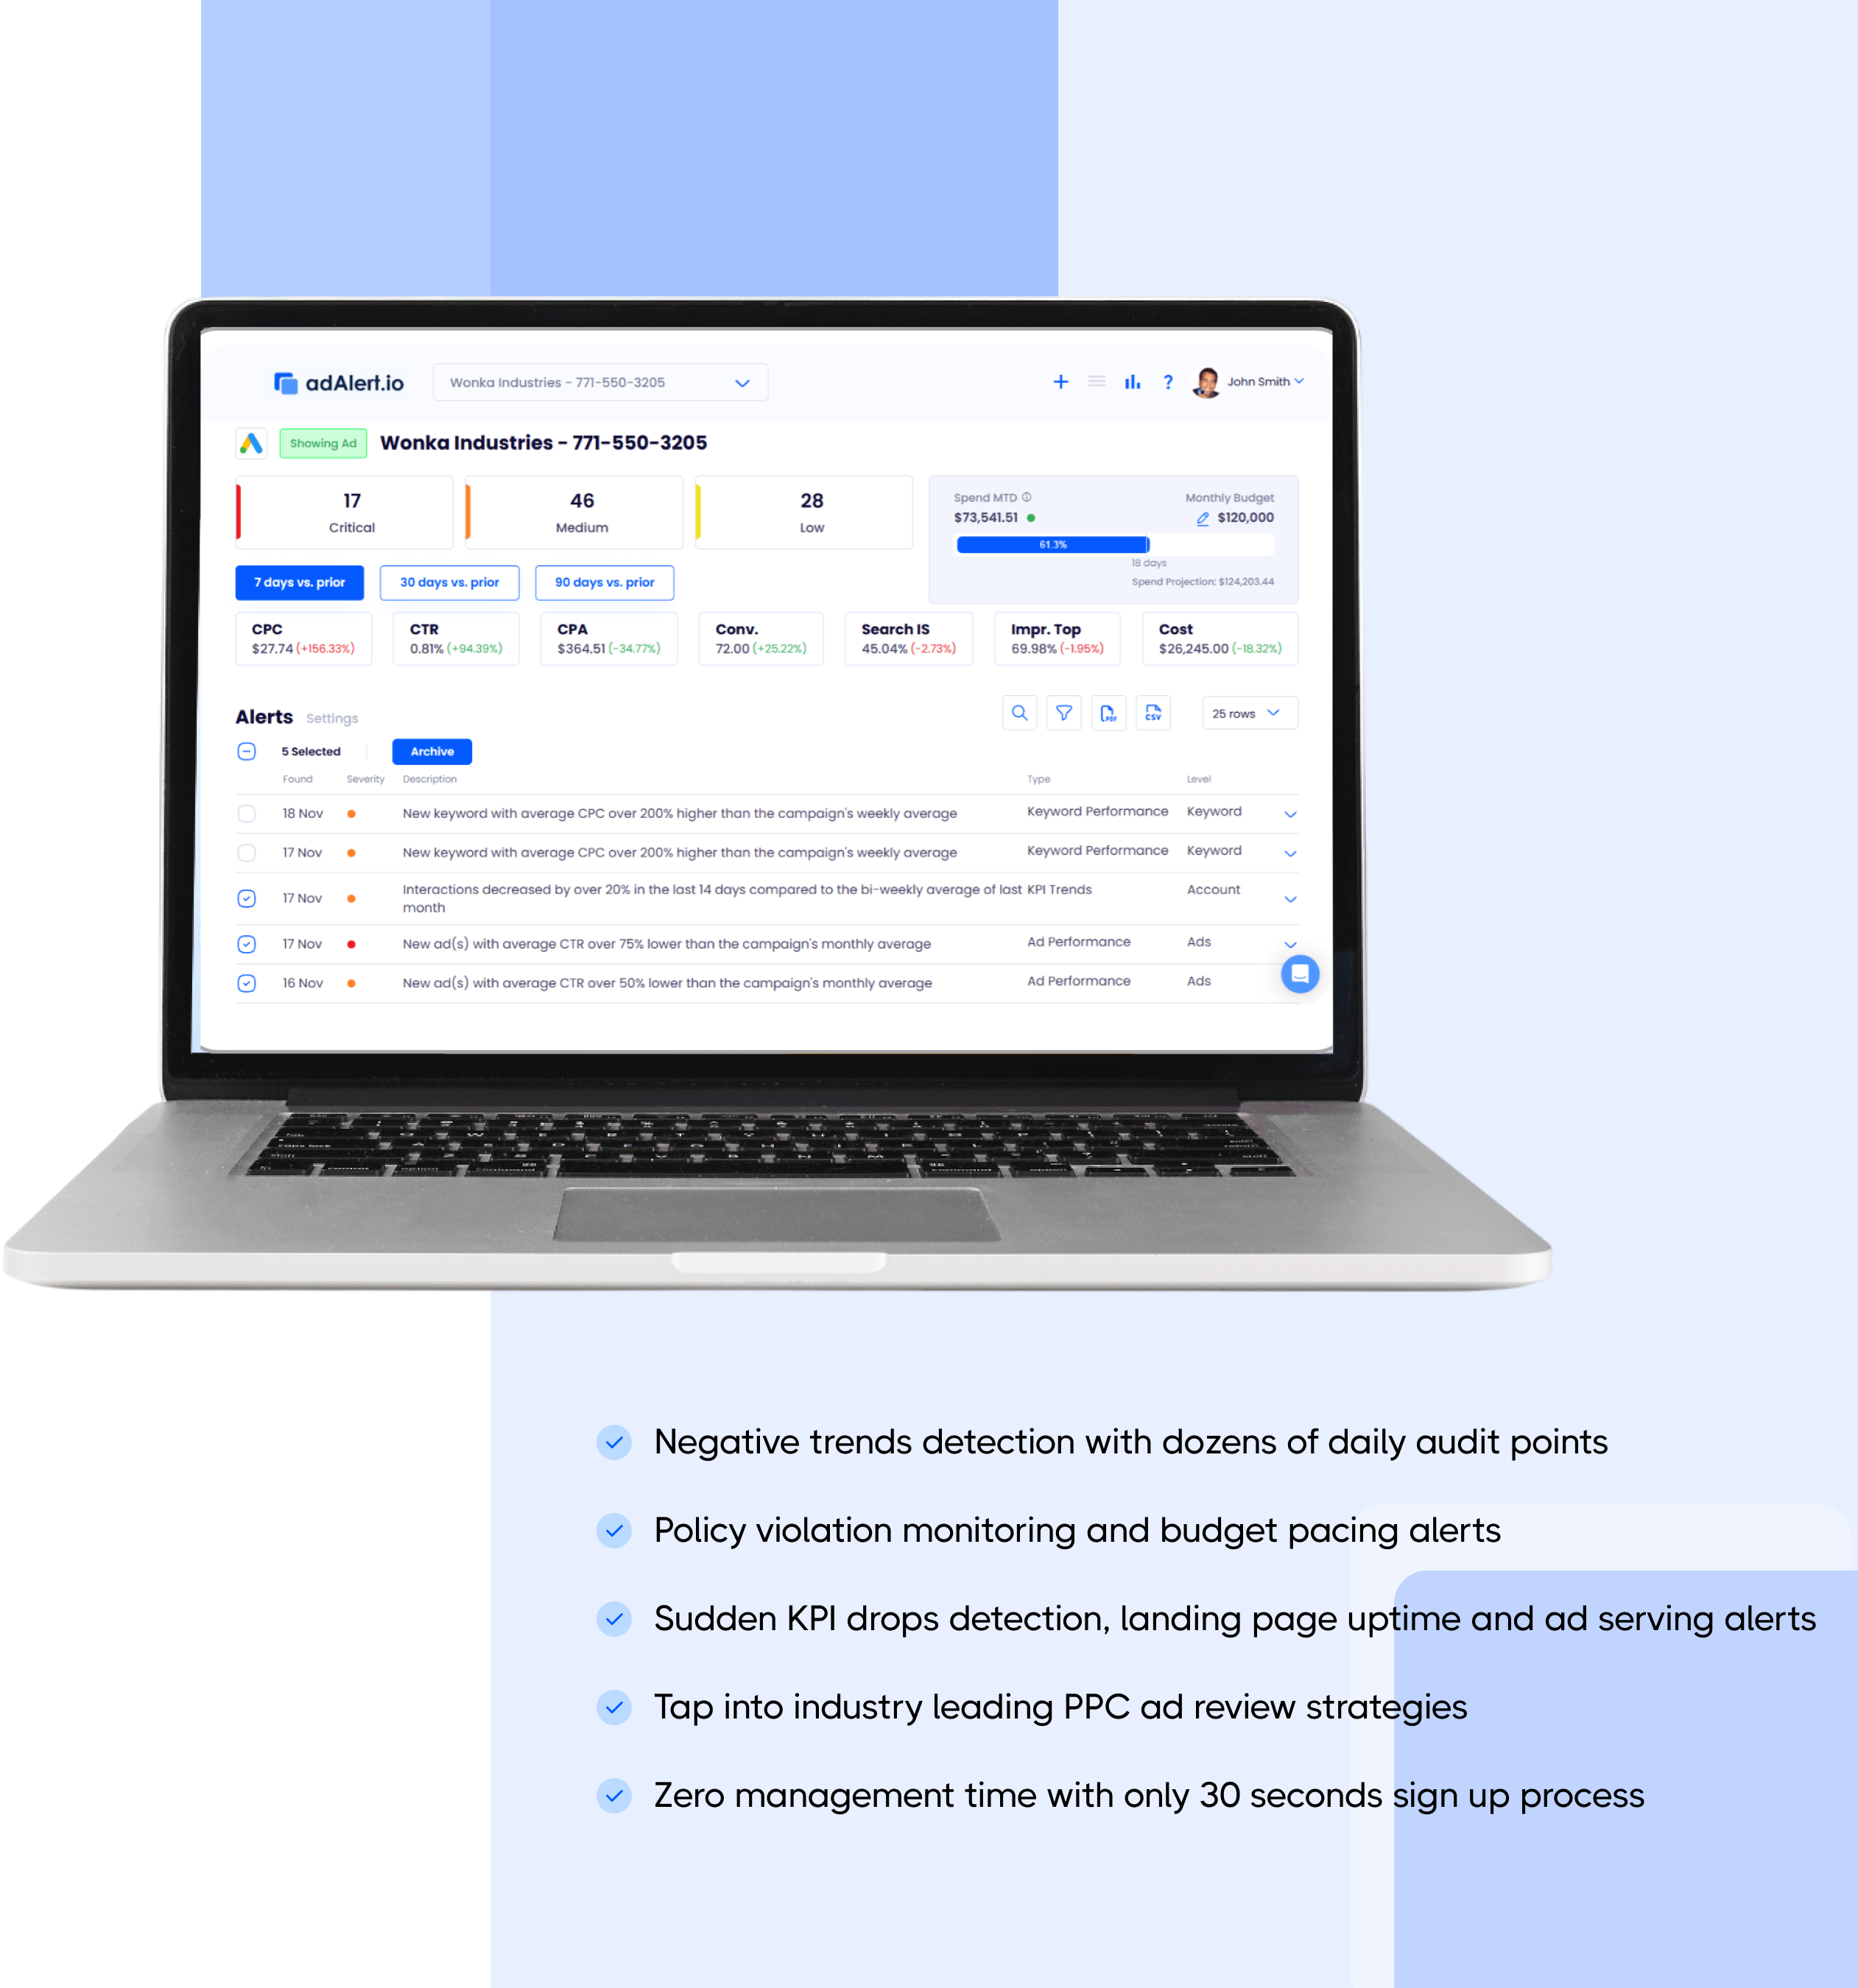 adAlert.io
Wonka Industries - 771-550-3205
?
John Smith
Showing Ad
Wonka Industries - 771-550-3205
17
Critical
46
Medium
28
Low
Spend MTD
$73,541.51
Monthly Budget
$120,000
61.3%
18 days
Spend Projection: $124,203.44
7 days vs. prior
30 days vs. prior
90 days vs. prior
CPC
$27.74 (+156.33%)
CTR
0.81% (+94.39%)
CPA
$364.51 (-34.77%)
Conv.
72.00 (+25.22%)
Search IS
45.04% (-2.73%)
Impr. Top
69.98% (-1.95%)
Cost
$26,245.00 (-18.32%)
Alerts Settings
PDF
CSV
25 rows
5 Selected
Archive
Found Severity Description Type Level
18 Nov New keyword with average CPC over 200% higher than the campaign's weekly average Keyword Performance Keyword
17 Nov New keyword with average CPC over 200% higher than the campaign's weekly average Keyword Performance Keyword
17 Nov Interactions decreased by over 20% in the last 14 days compared to the bi-weekly average of last KPI Trends Account
month
17 Nov New ad(s) with average CTR over 75% lower than the campaign's monthly average Ad Performance Ads
16 Nov New ad(s) with average CTR over 50% lower than the campaign's monthly average Ad Performance Ads
Negative trends detection with dozens of daily audit points
Policy violation monitoring and budget pacing alerts
Sudden KPI drops detection, landing page uptime and ad serving alerts
Tap into industry leading PPC ad review strategies
Zero management time with only 30 seconds sign up process